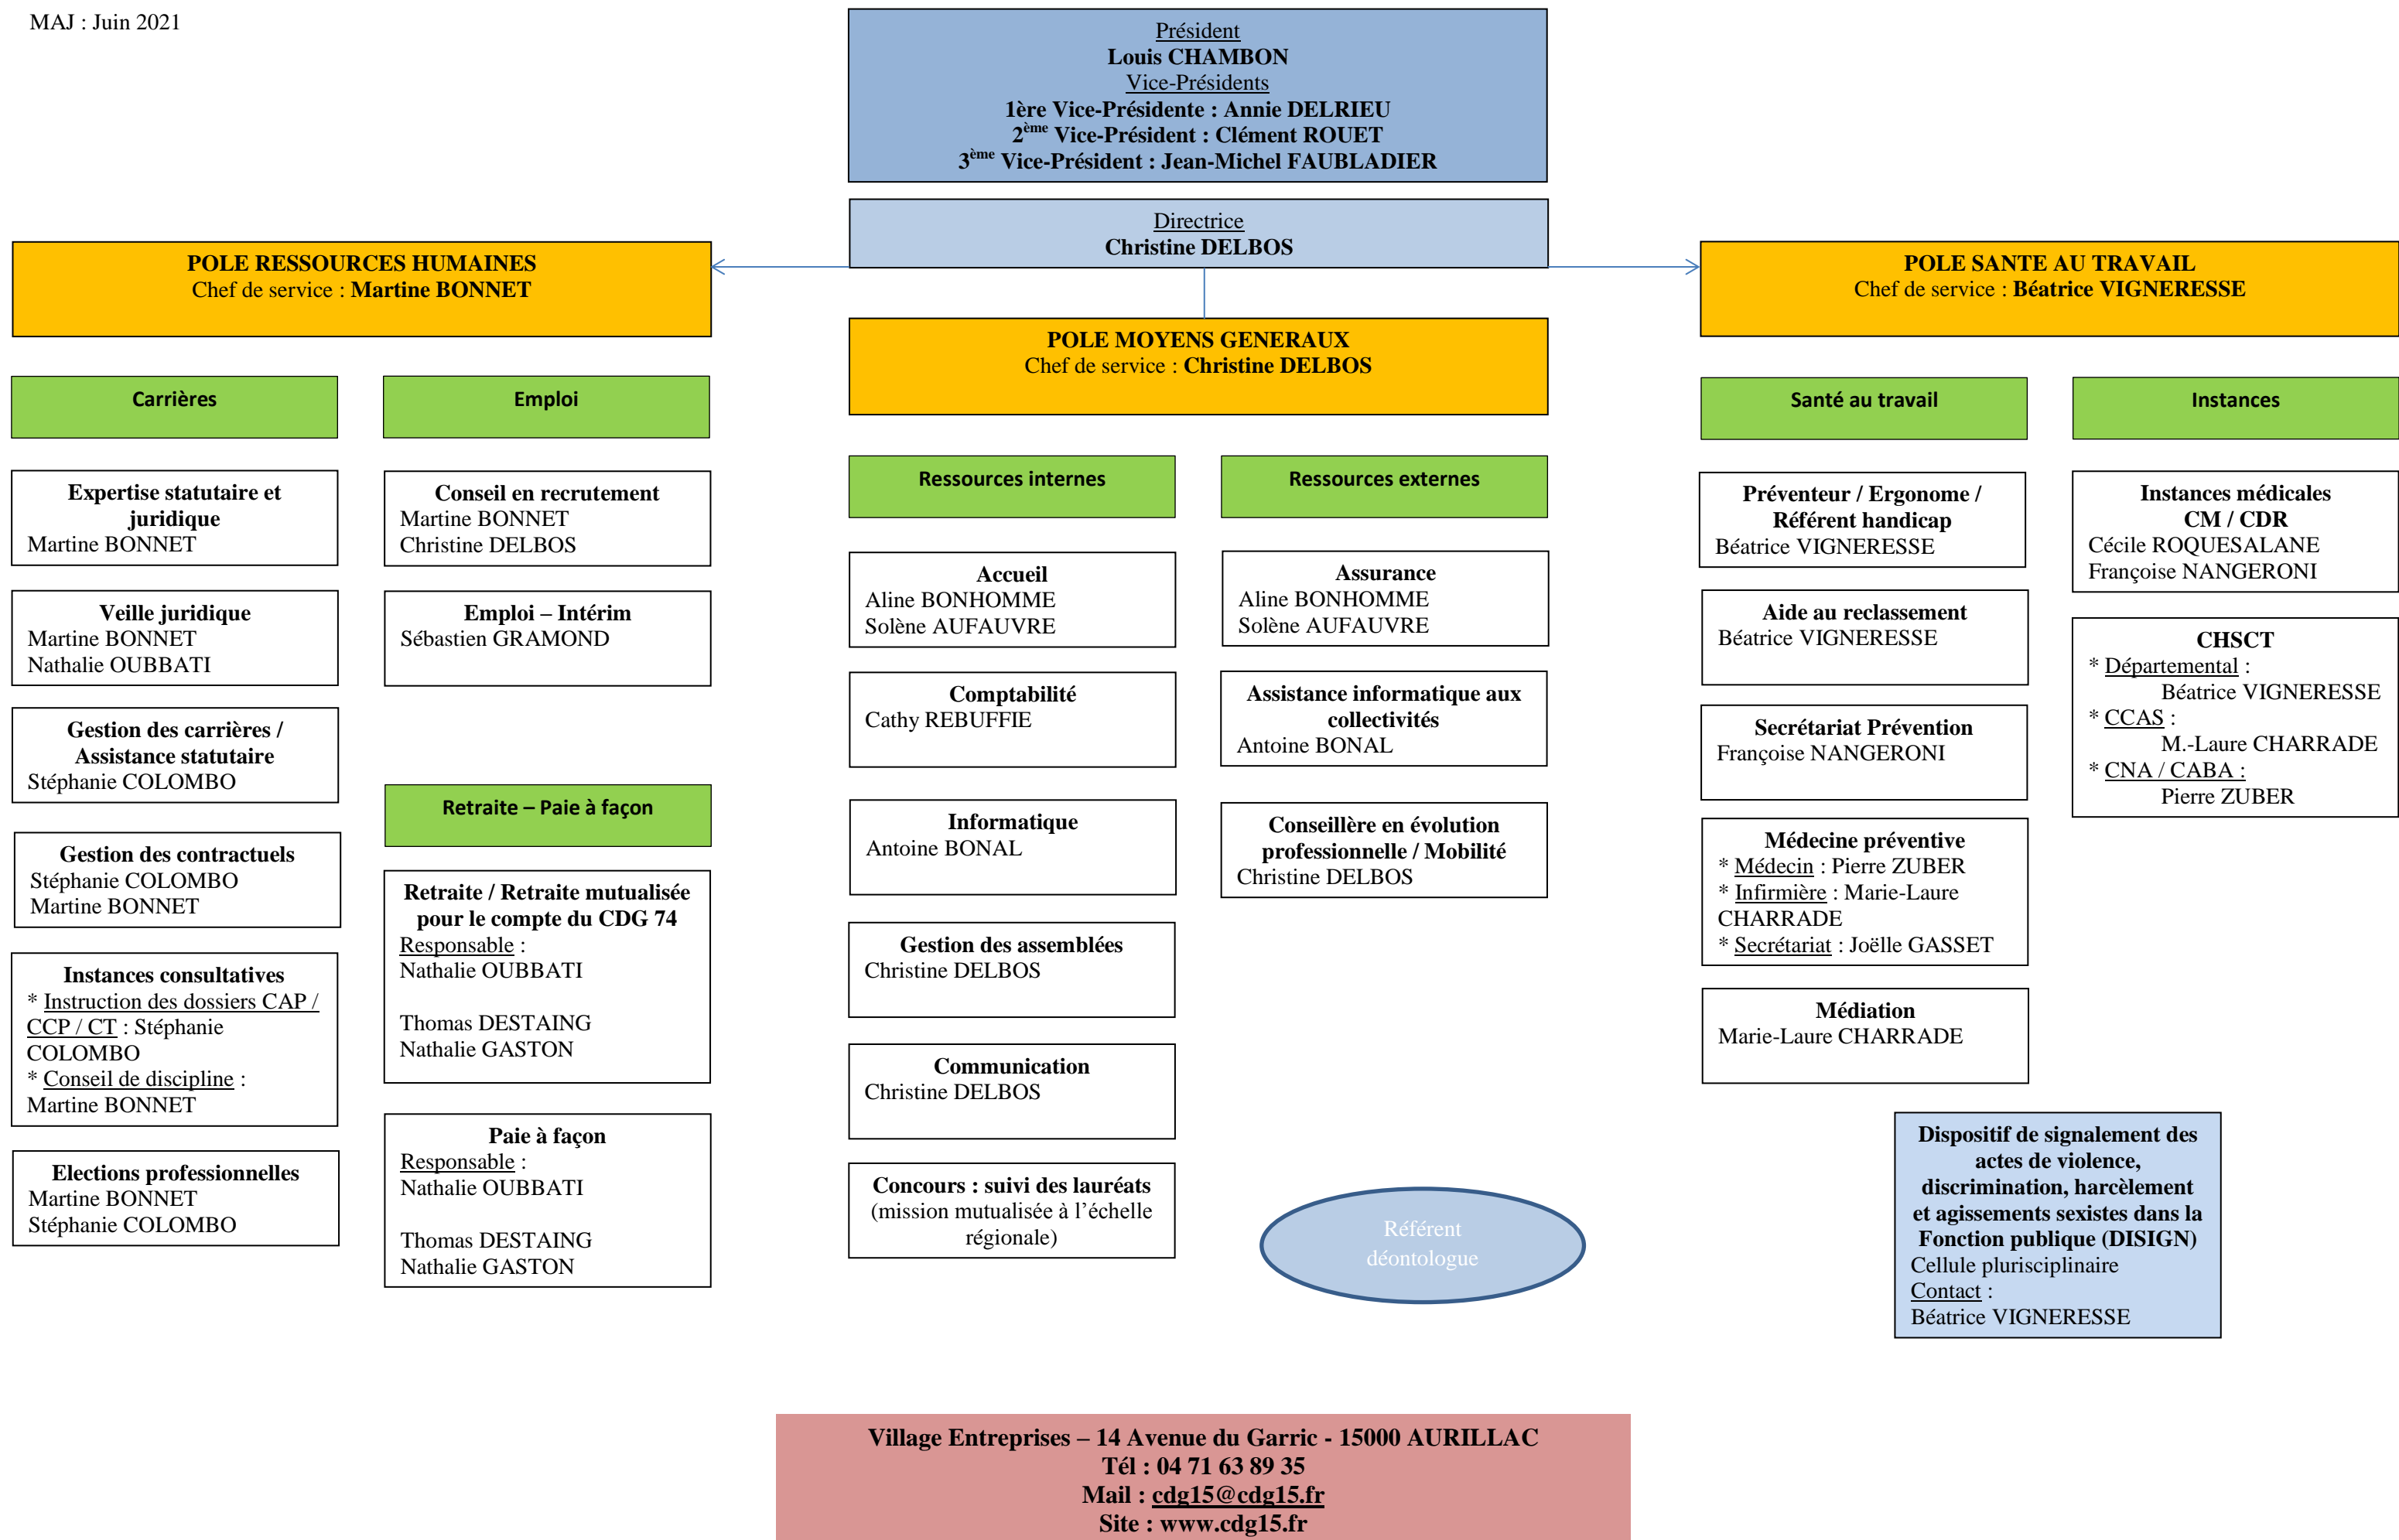 MAJ : Juin 2021
Président
Louis CHAMBON
Vice-Présidents
1ère Vice-Présidente : Annie DELRIEU
2ème Vice-Président : Clément ROUET
3ème Vice-Président : Jean-Michel FAUBLADIER
Directrice
Christine DELBOS
POLE RESSOURCES HUMAINES
Chef de service : Martine BONNET
Carrières
Expertise statutaire et
juridique
Martine BONNET
Veille juridique
Martine BONNET
Nathalie OUBBATI
Gestion des carrières /
Assistance statutaire
Stéphanie COLOMBO
Gestion des contractuels
Stéphanie COLOMBO
Martine BONNET
Instances consultatives
* Instruction des dossiers CAP /
CCP / CT : Stéphanie
COLOMBO
* Conseil de discipline :
Martine BONNET
Elections professionnelles
Martine BONNET
Stéphanie COLOMBO
Emploi
Conseil en recrutement
Martine BONNET
Christine DELBOS
Emploi – Intérim
Sébastien GRAMOND
Retraite – Paie à façon
Retraite / Retraite mutualisée
pour le compte du CDG 74
Responsable :
Nathalie OUBBATI
Thomas DESTAING
Nathalie GASTON
Paie à façon
Responsable :
Nathalie OUBBATI
Thomas DESTAING
Nathalie GASTON
POLE MOYENS GENERAUX
Chef de service : Christine DELBOS
Ressources internes
Accueil
Aline BONHOMME
Solène AUFAUVRE
Comptabilité
Cathy REBUFFIE
Informatique
Antoine BONAL
Gestion des assemblées
Christine DELBOS
Communication
Christine DELBOS
Concours : suivi des lauréats
(mission mutualisée à l’échelle
régionale)
Ressources externes
Assurance
Aline BONHOMME
Solène AUFAUVRE
Assistance informatique aux
collectivités
Antoine BONAL
Conseillère en évolution
professionnelle / Mobilité
Christine DELBOS
Référent
déontologue
POLE SANTE AU TRAVAIL
Chef de service : Béatrice VIGNERESSE
Santé au travail
Préventeur / Ergonome /
Référent handicap
Béatrice VIGNERESSE
Aide au reclassement
Béatrice VIGNERESSE
Secrétariat Prévention
Françoise NANGERONI
Médecine préventive
* Médecin : Pierre ZUBER
* Infirmière : Marie-Laure
CHARRADE
* Secrétariat : Joëlle GASSET
Médiation
Marie-Laure CHARRADE
Instances
Instances médicales
CM / CDR
Cécile ROQUESALANE
Françoise NANGERONI
CHSCT
* Départemental :
Béatrice VIGNERESSE
* CCAS :
M.-Laure CHARRADE
* CNA / CABA :
Pierre ZUBER
Dispositif de signalement des
actes de violence,
discrimination, harcèlement
et agissements sexistes dans la
Fonction publique (DISIGN)
Cellule plurisciplinaire
Contact :
Béatrice VIGNERESSE
Village Entreprises – 14 Avenue du Garric - 15000 AURILLAC
Tél : 04 71 63 89 35
Mail : cdg15@cdg15.fr
Site : www.cdg15.fr